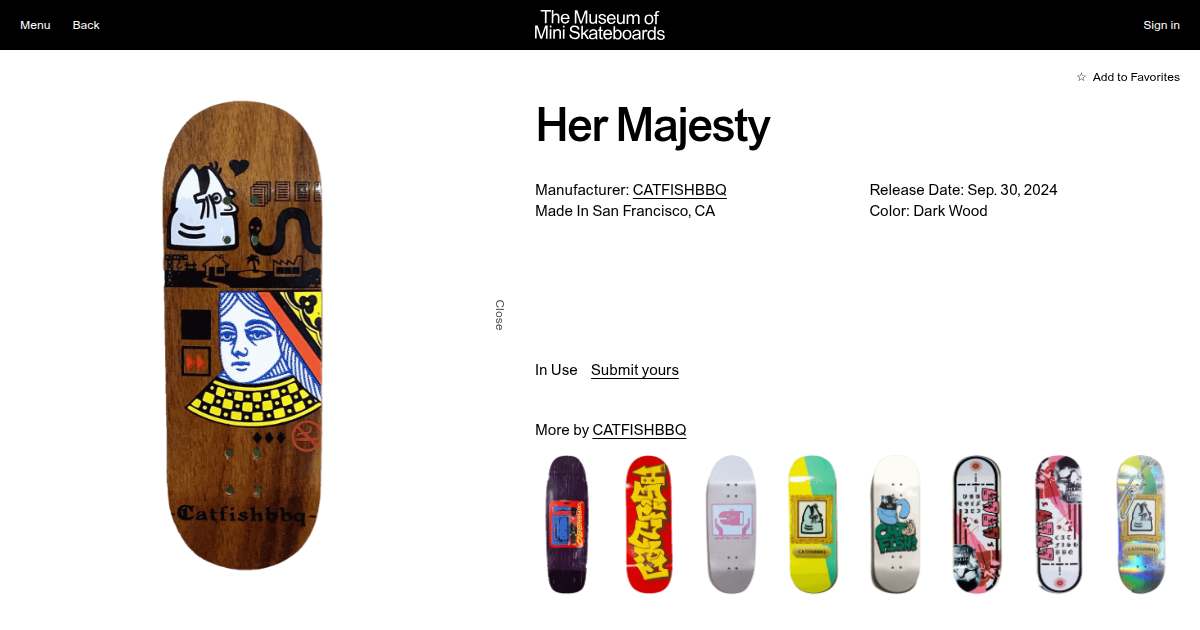 Menu
Back
The Museum of
Mini Skateboards
Sign in
☆ Add to Favorites
Her Majesty
Manufacturer: CATFISHBBQ
Made In San Francisco, CA
Release Date: Sep. 30, 2024
Color: Dark Wood
Close
In Use
Submit yours
More by CATFISHBBQ
-Catfishbbq-
CATFISHBBQ
CATFISHBBQ